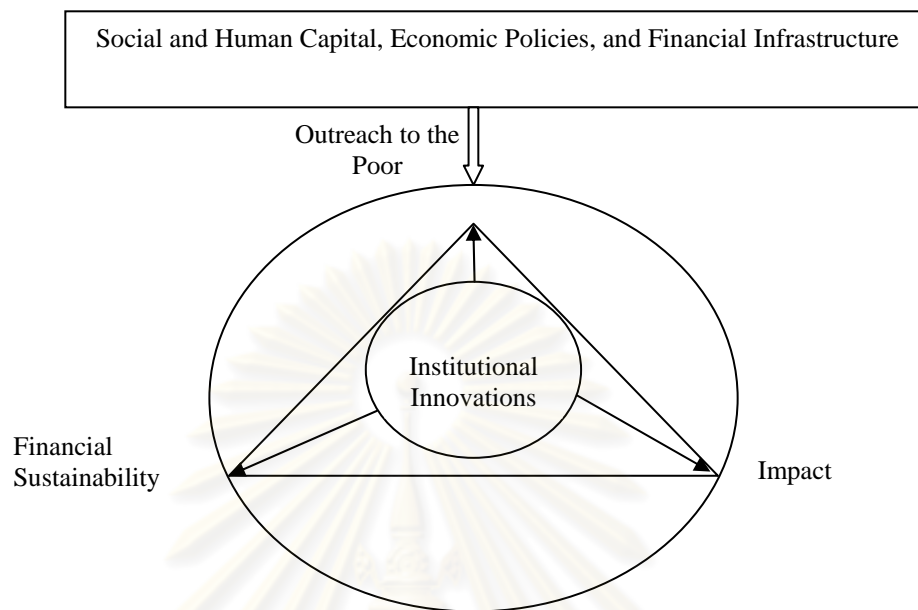 Social and Human Capital, Economic Policies, and Financial Infrastructure
Outreach to the
Poor
Institutional
Innovations
Financial
Sustainability
Impact